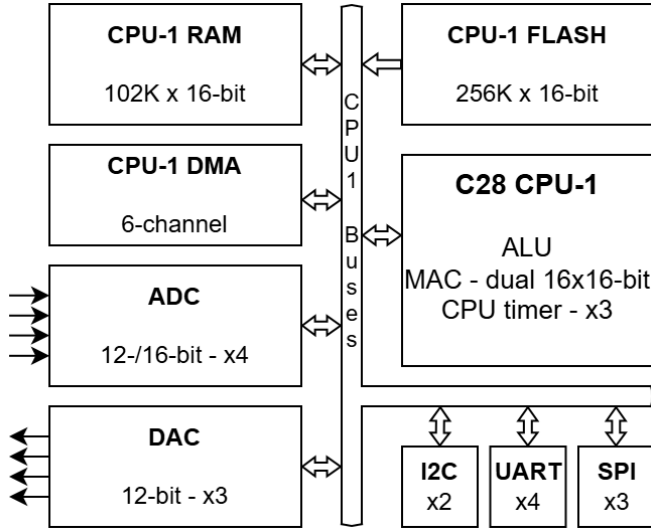 CPU-1 RAM
102K x 16-bit
CPU-1 DMA
6-channel
ADC
12-/16-bit - x4
DAC
12-bit - x3
CPU1 Buses
CPU-1 FLASH
256K x 16-bit
C28 CPU-1
ALU
MAC - dual 16x16-bit
CPU timer - x3
I2C
x2
UART
x4
SPI
x3